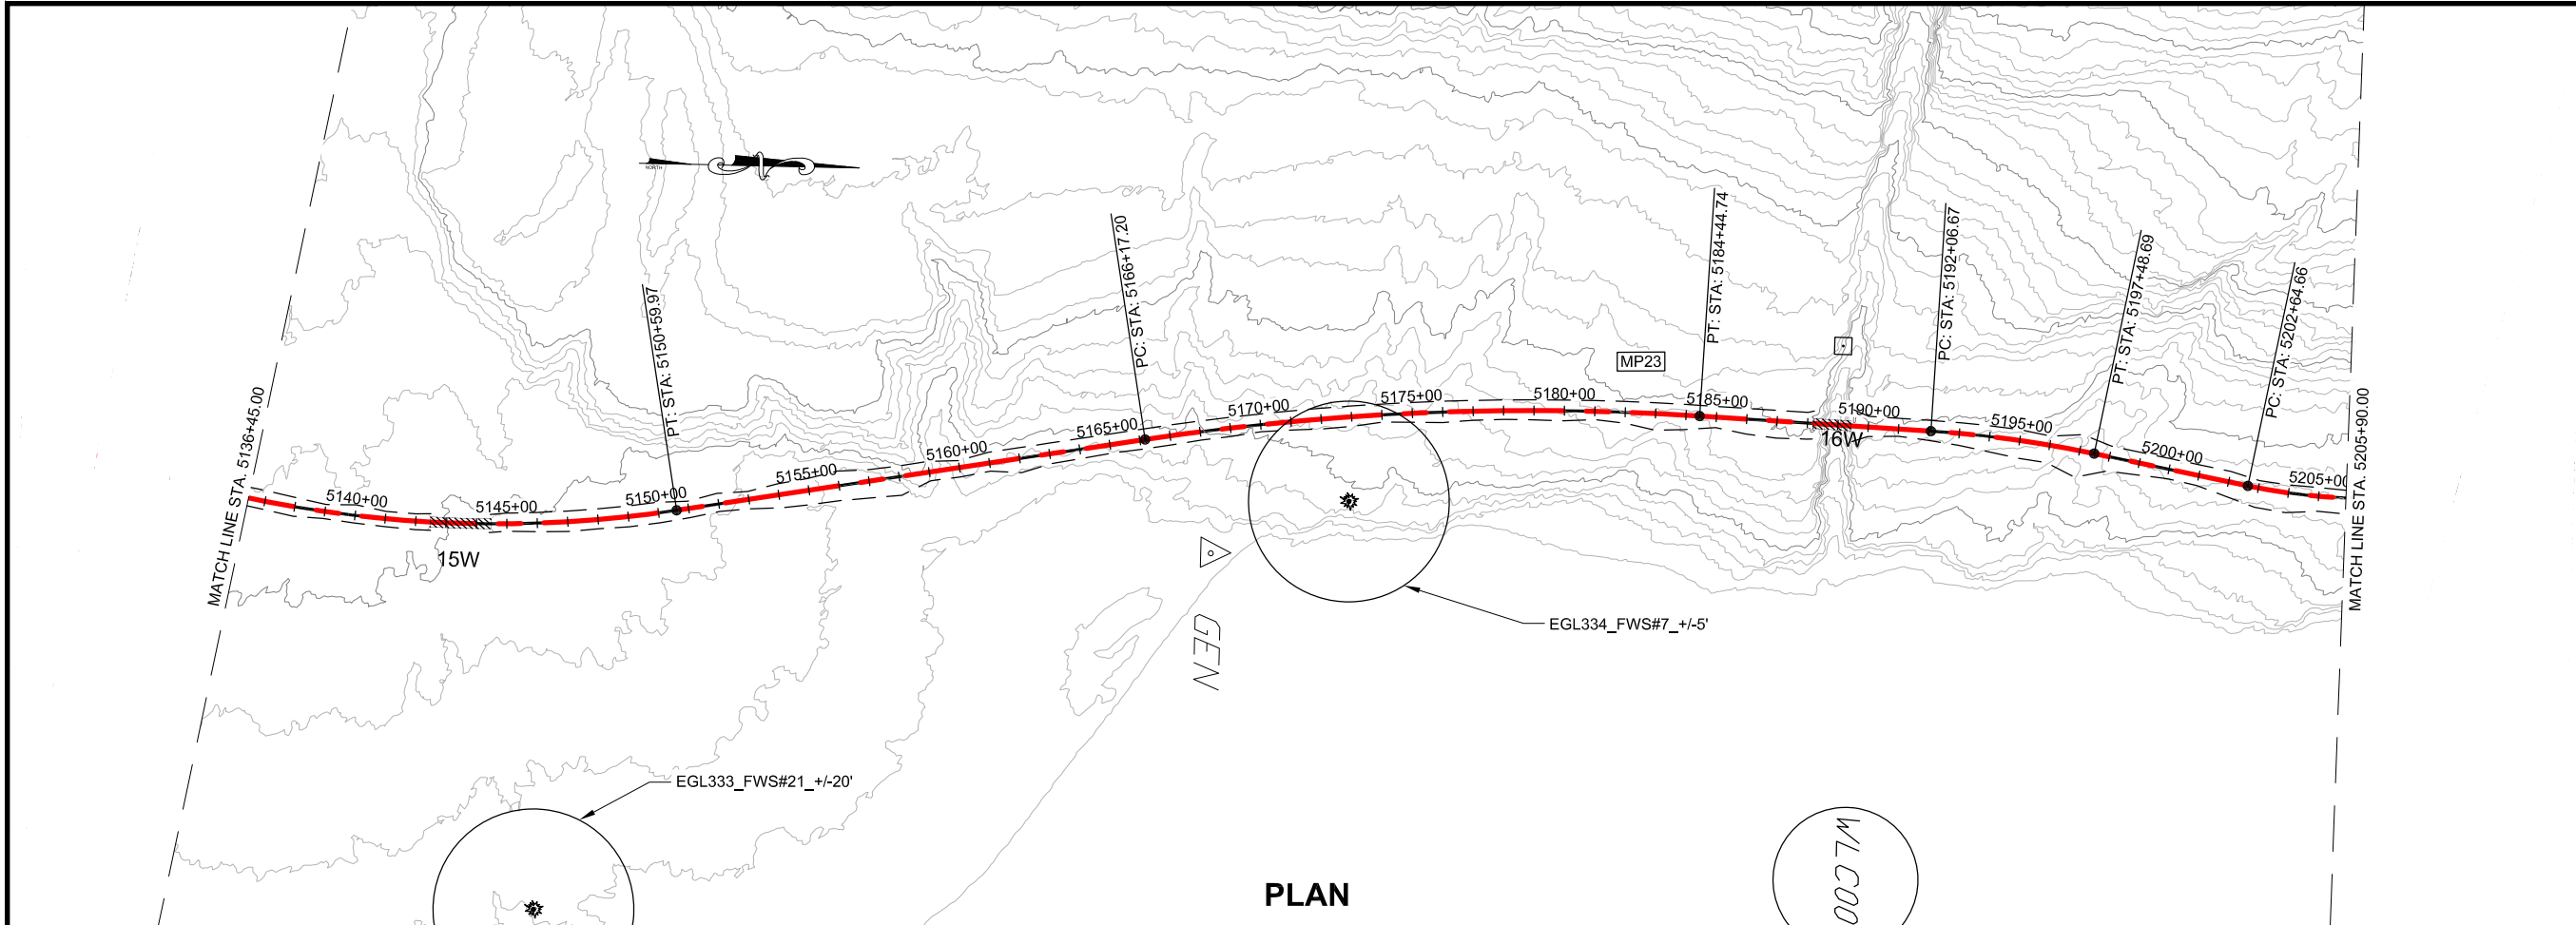 NORTH
MATCH LINE STA. 5136+45.00
5140+00
5145+00
5150+00
5155+00
5160+00
5165+00
5170+00
5175+00
5180+00
5185+00
5190+00
5195+00
5200+00
5205+00
PT: STA: 5150+59.97
PC: STA: 5166+17.20
PT: STA: 5184+44.74
PC: STA: 5192+06.67
PT: STA: 5197+48.69
PC: STA: 5202+64.66
MATCH LINE STA. 5205+90.00
MP23
15W
16W
GEN
EGL334_FWS#7_+/-5'
EGL333_FWS#21_+/-20'
WLC00
PLAN